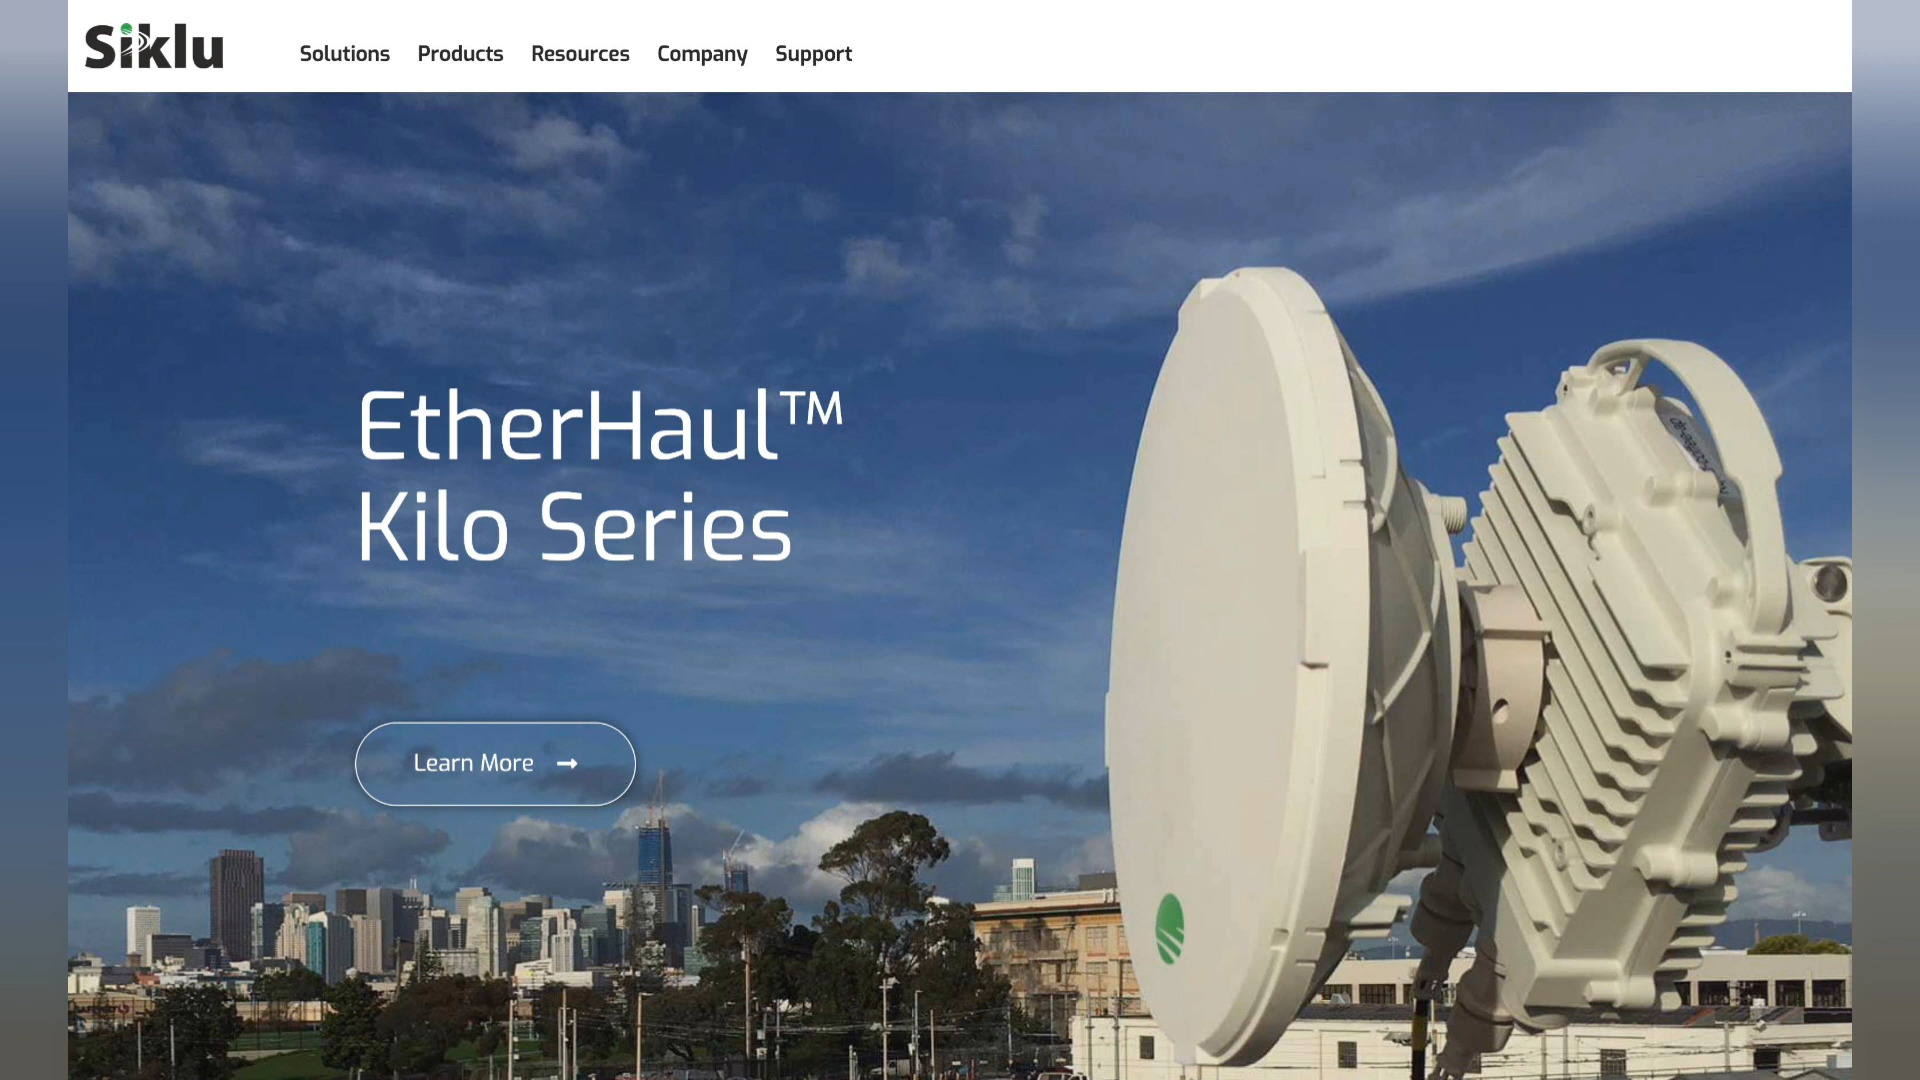 Siklu
Solutions Products Resources Company Support
EtherHaul™
Kilo Series
Learn More